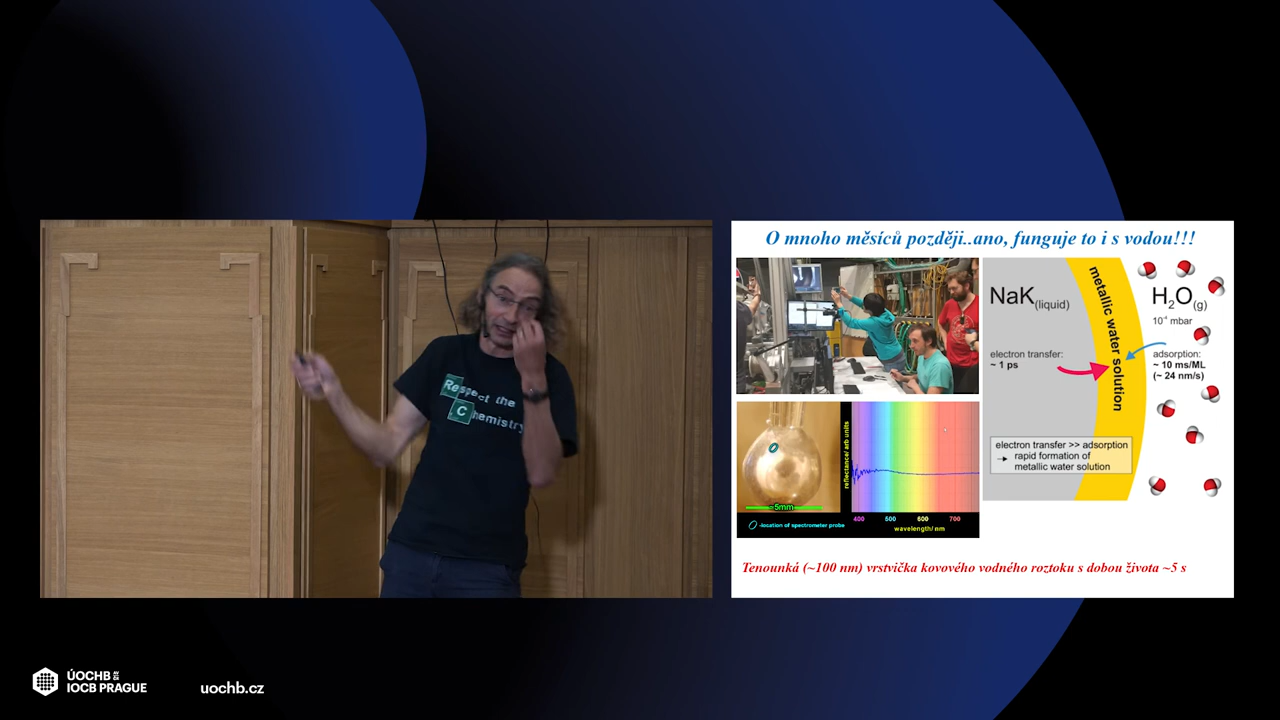 Respect the
C
hemistry
O mnoho měsíců později..ano, funguje to i s vodou!!!
NaK(liquid)
metallic water solution
H2O(g)
10⁻⁴ mbar
electron transfer:
~ 1 ps
adsorption:
~ 10 ms/ML
(~ 24 nm/s)
electron transfer >> adsorption
→ rapid formation of
metallic water solution
~5mm
-location of spectrometer probe
reflectance/ arb units
400 500 600 700
wavelength/ nm
Tenounká (~100 nm) vrstvička kovového vodného roztoku s dobou života ~5 s
ÚOCHB
IOCB PRAGUE
uochb.cz